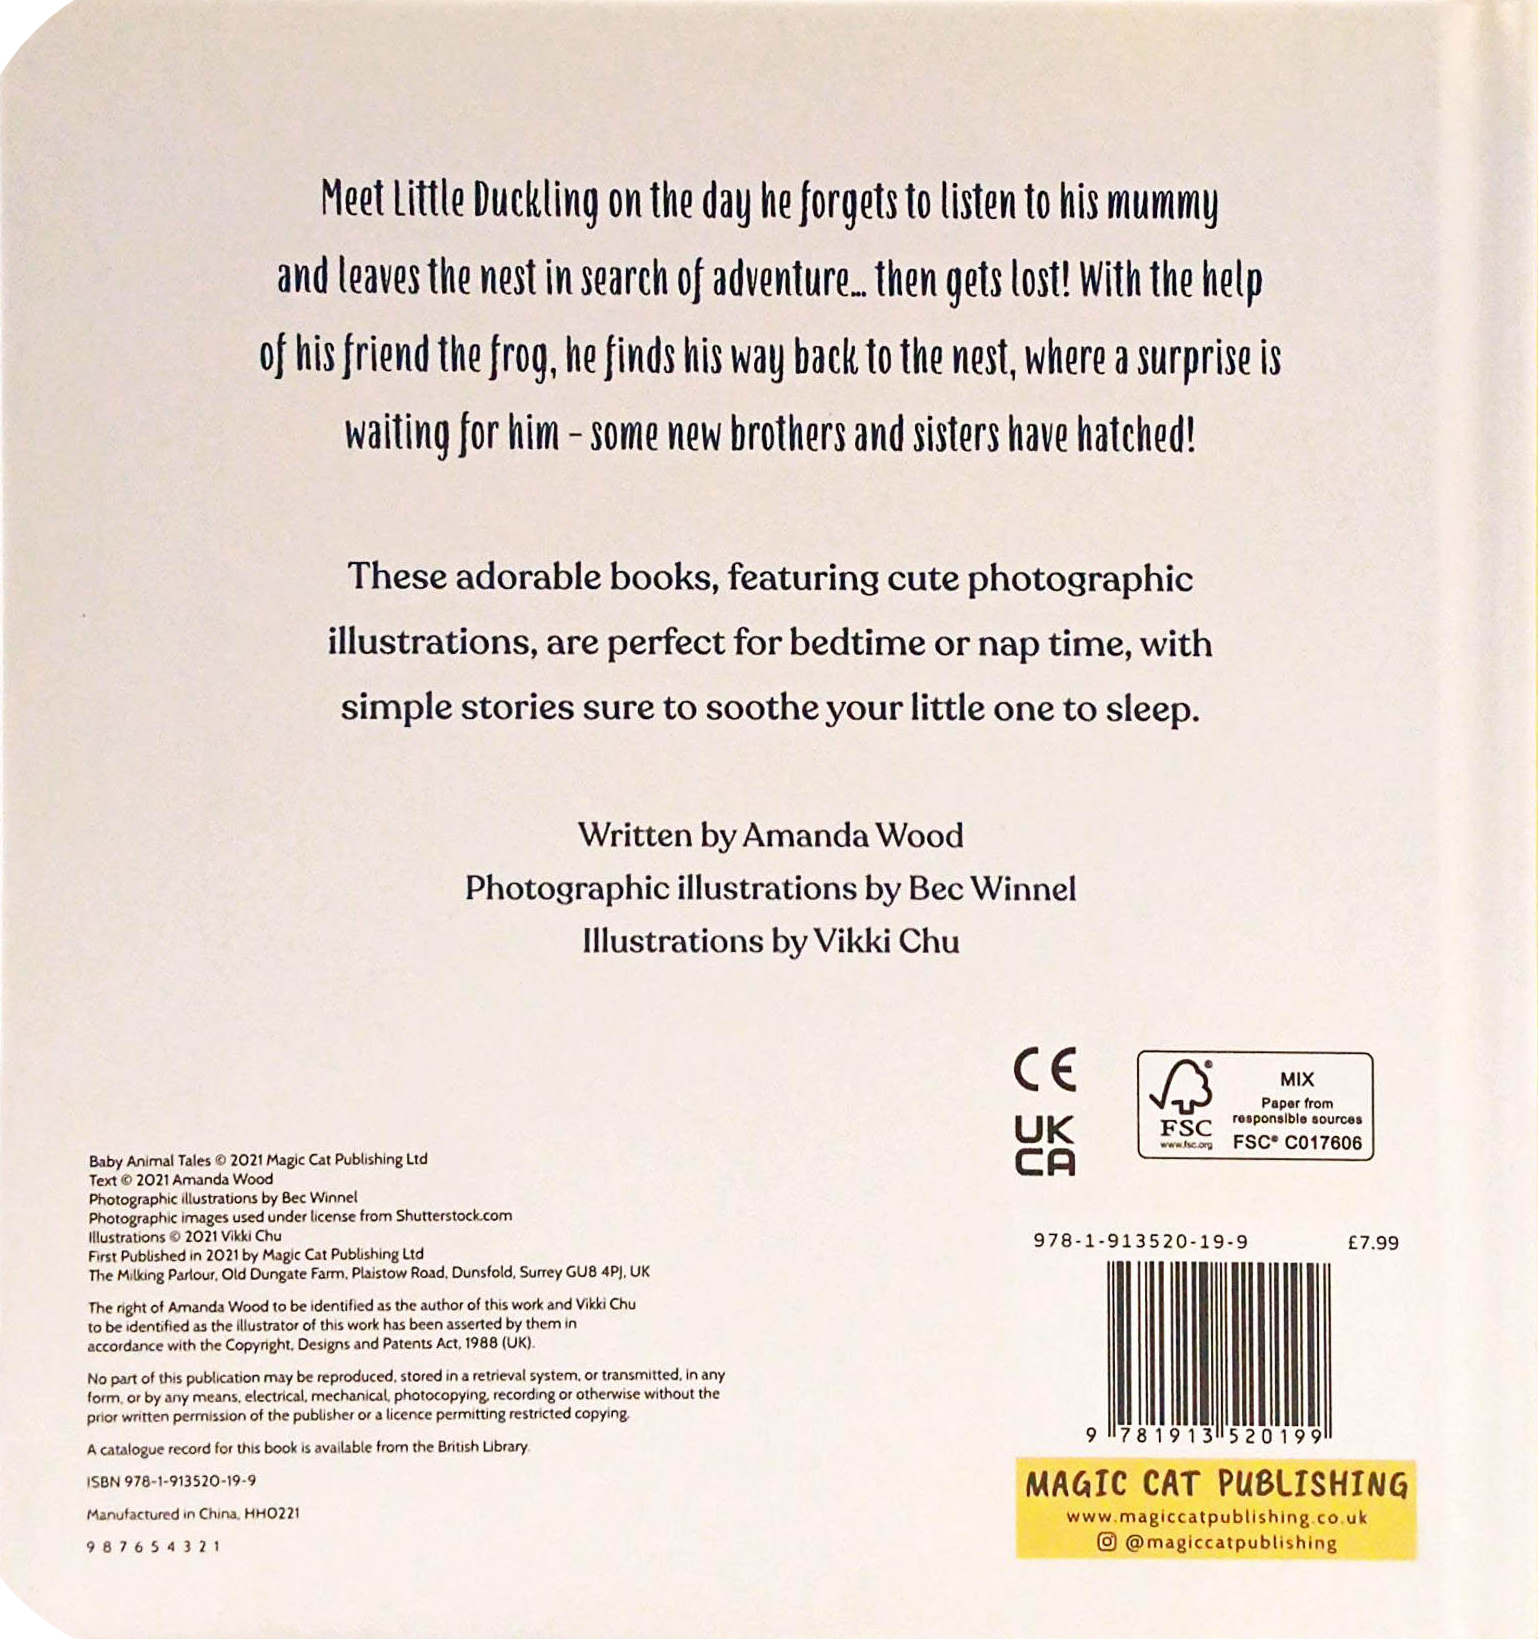 Meet Little Duckling on the day he forgets to listen to his mummy
and leaves the nest in search of adventure... then gets lost! With the help
of his friend the frog, he finds his way back to the nest, where a surprise is
waiting for him – some new brothers and sisters have hatched!
These adorable books, featuring cute photographic
illustrations, are perfect for bedtime or nap time, with
simple stories sure to soothe your little one to sleep.
Written by Amanda Wood
Photographic illustrations by Bec Winnel
Illustrations by Vikki Chu
CE
UK
CA
FSC
www.fsc.org
MIX
Paper from
responsible sources
FSC® C017606
Baby Animal Tales © 2021 Magic Cat Publishing Ltd
Text © 2021 Amanda Wood
Photographic illustrations by Bec Winnel
Photographic images used under license from Shutterstock.com
Illustrations © 2021 Vikki Chu
First Published in 2021 by Magic Cat Publishing Ltd
The Milking Parlour, Old Dungate Farm, Plaistow Road, Dunsfold, Surrey GU8 4PJ, UK
The right of Amanda Wood to be identified as the author of this work and Vikki Chu
to be identified as the illustrator of this work has been asserted by them in
accordance with the Copyright, Designs and Patents Act, 1988 (UK).
No part of this publication may be reproduced, stored in a retrieval system, or transmitted, in any
form, or by any means, electrical, mechanical, photocopying, recording or otherwise without the
prior written permission of the publisher or a licence permitting restricted copying.
A catalogue record for this book is available from the British Library.
ISBN 978-1-913520-19-9
Manufactured in China, HH0221
9 8 7 6 5 4 3 2 1
978-1-913520-19-9 £7.99
9 781913 520199
MAGIC CAT PUBLISHING
www.magiccatpublishing.co.uk
@magiccatpublishing